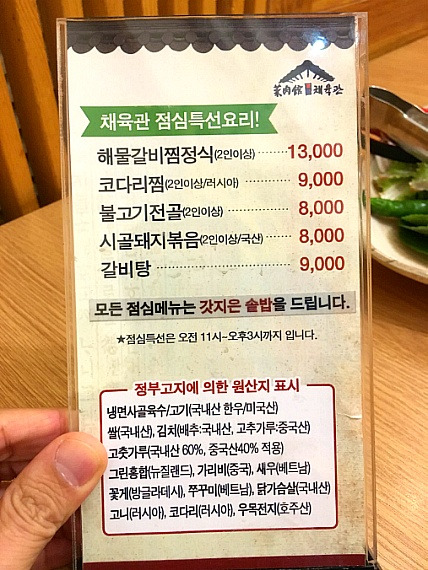 菜肉館 채육관
채육관 점심특선요리!
해물갈비찜정식(2인이상) ········ 13,000
코다리찜(2인이상/러시아) ········ 9,000
불고기전골(2인이상) ········ 8,000
시골돼지볶음(2인이상/국산) ········ 8,000
갈비탕 ········ 9,000
모든 점심메뉴는 갓지은 솥밥을 드립니다.
★점심특선은 오전 11시~오후3시까지 입니다.
정부고지에 의한 원산지 표시
냉면사골육수/고기(국내산 한우/미국산)
쌀(국내산), 김치(배추:국내산, 고추가루:중국산)
고춧가루(국내산 60%, 중국산40% 적용)
그린홍합(뉴질랜드), 가리비(중국), 새우(베트남)
꽃게(방글라데시), 쭈꾸미(베트남), 닭가슴살(국내산)
고니(러시아), 코다리(러시아), 우목전지(호주산)